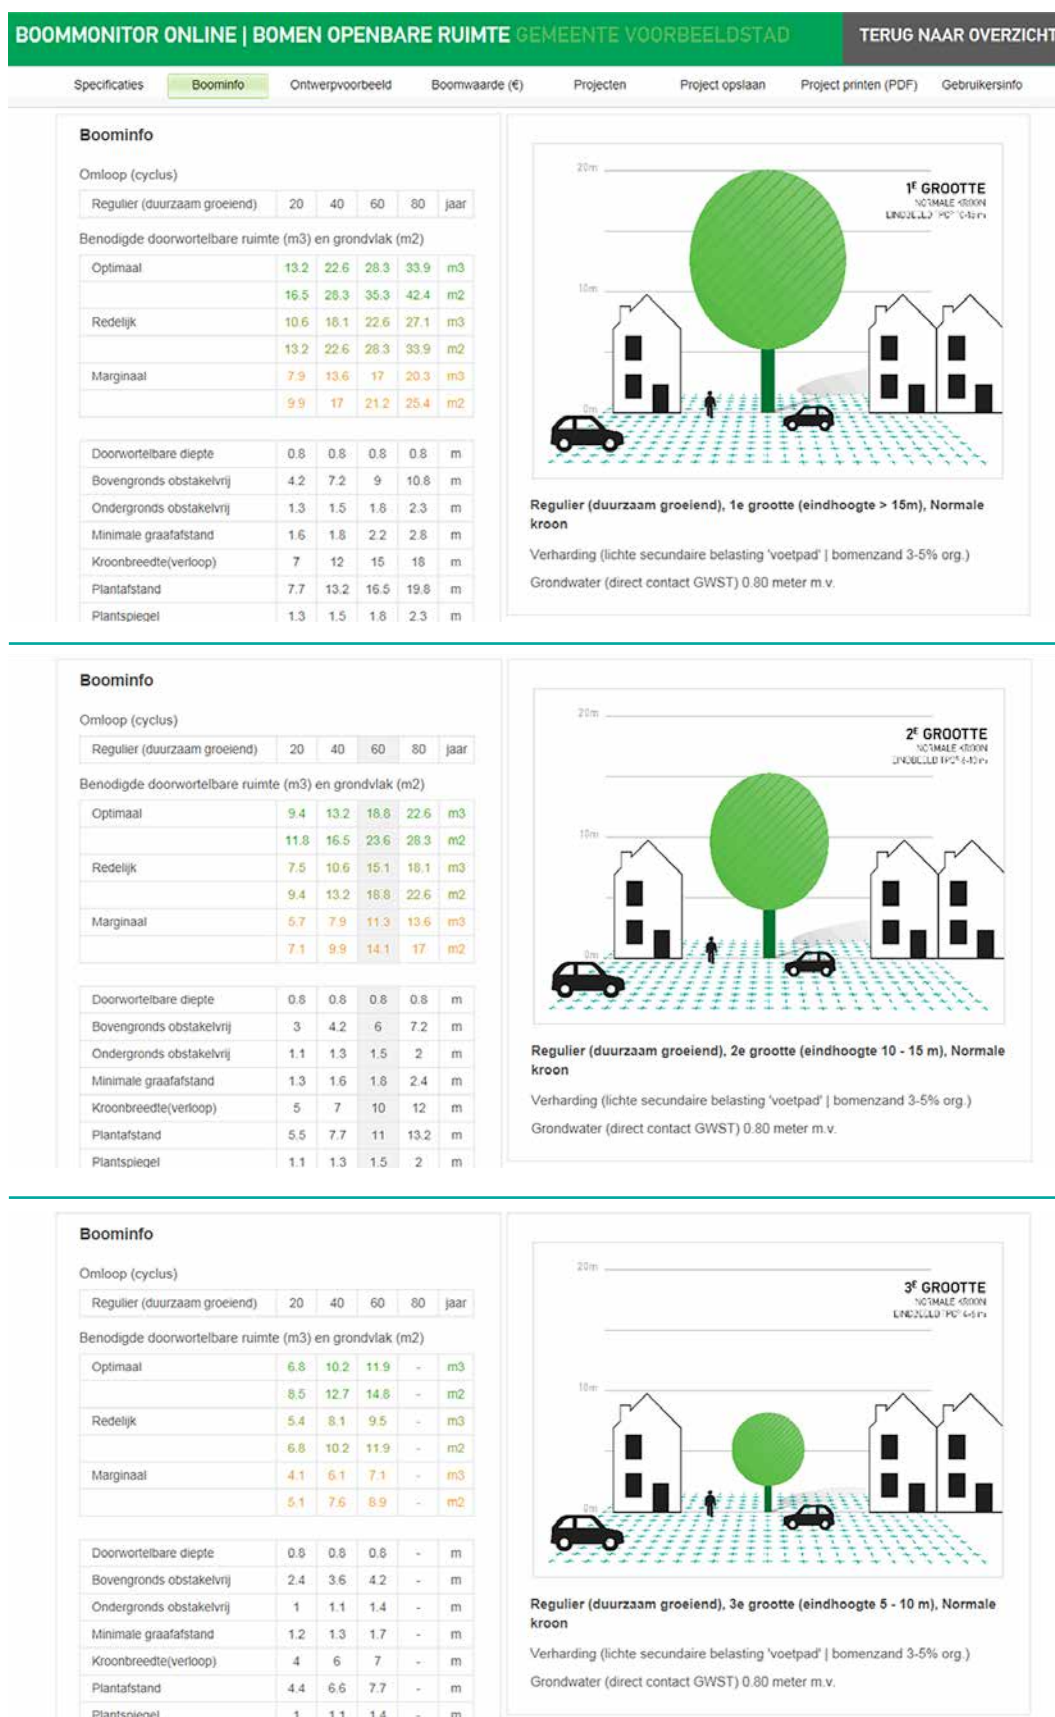 BOOMMONITOR ONLINE | BOMEN OPENBARE RUIMTE GEMEENTE VOORBEELDSTAD
TERUG NAAR OVERZICHT
Specificaties Boominfo Ontwerpvoorbeeld Boomwaarde (€) Projecten Project opslaan Project printen (PDF) Gebruikersinfo
Boominfo
Omloop (cyclus)
Regulier (duurzaam groeiend) 20 40 60 80 jaar
Benodigde doorwortelbare ruimte (m3) en grondvlak (m2)
Optimaal 13.2 22.6 28.3 33.9 m3
16.5 28.3 35.3 42.4 m2
Redelijk 10.6 18.1 22.6 27.1 m3
13.2 22.6 28.3 33.9 m2
Marginaal 7.9 13.6 17 20.3 m3
9.9 17 21.2 25.4 m2
Doorwortelbare diepte 0.8 0.8 0.8 0.8 m
Bovengronds obstakelvrij 4.2 7.2 9 10.8 m
Ondergronds obstakelvrij 1.3 1.5 1.8 2.3 m
Minimale graafafstand 1.6 1.8 2.2 2.8 m
Kroonbreedte(verloop) 7 12 15 18 m
Plantafstand 7.7 13.2 16.5 19.8 m
Plantspiegel 1.3 1.5 1.8 2.3 m
20m
1E GROOTTE
NORMALE KROON
EINDBEELD
10m
0m
Regulier (duurzaam groeiend), 1e grootte (eindhoogte > 15m), Normale
kroon
Verharding (lichte secundaire belasting 'voetpad' | bomenzand 3-5% org.)
Grondwater (direct contact GWST) 0.80 meter m.v.
Boominfo
Omloop (cyclus)
Regulier (duurzaam groeiend) 20 40 60 80 jaar
Benodigde doorwortelbare ruimte (m3) en grondvlak (m2)
Optimaal 9.4 13.2 18.8 22.6 m3
11.8 16.5 23.6 28.3 m2
Redelijk 7.5 10.6 15.1 18.1 m3
9.4 13.2 18.8 22.6 m2
Marginaal 5.7 7.9 11.3 13.6 m3
7.1 9.9 14.1 17 m2
Doorwortelbare diepte 0.8 0.8 0.8 0.8 m
Bovengronds obstakelvrij 3 4.2 6 7.2 m
Ondergronds obstakelvrij 1.1 1.3 1.5 2 m
Minimale graafafstand 1.3 1.6 1.8 2.4 m
Kroonbreedte(verloop) 5 7 10 12 m
Plantafstand 5.5 7.7 11 13.2 m
Plantspiegel 1.1 1.3 1.5 2 m
20m
2E GROOTTE
NORMALE KROON
EINDBEELD
10m
0m
Regulier (duurzaam groeiend), 2e grootte (eindhoogte 10 - 15 m), Normale
kroon
Verharding (lichte secundaire belasting 'voetpad' | bomenzand 3-5% org.)
Grondwater (direct contact GWST) 0.80 meter m.v.
Boominfo
Omloop (cyclus)
Regulier (duurzaam groeiend) 20 40 60 80 jaar
Benodigde doorwortelbare ruimte (m3) en grondvlak (m2)
Optimaal 6.8 10.2 11.9 - m3
8.5 12.7 14.8 - m2
Redelijk 5.4 8.1 9.5 - m3
6.8 10.2 11.9 - m2
Marginaal 4.1 6.1 7.1 - m3
5.1 7.6 8.9 - m2
Doorwortelbare diepte 0.8 0.8 0.8 - m
Bovengronds obstakelvrij 2.4 3.6 4.2 - m
Ondergronds obstakelvrij 1 1.1 1.4 - m
Minimale graafafstand 1.2 1.3 1.7 - m
Kroonbreedte(verloop) 4 6 7 - m
Plantafstand 4.4 6.6 7.7 - m
Plantspiegel 1 1.1 1.4 - m
20m
3E GROOTTE
NORMALE KROON
EINDBEELD
10m
0m
Regulier (duurzaam groeiend), 3e grootte (eindhoogte 5 - 10 m), Normale
kroon
Verharding (lichte secundaire belasting 'voetpad' | bomenzand 3-5% org.)
Grondwater (direct contact GWST) 0.80 meter m.v.